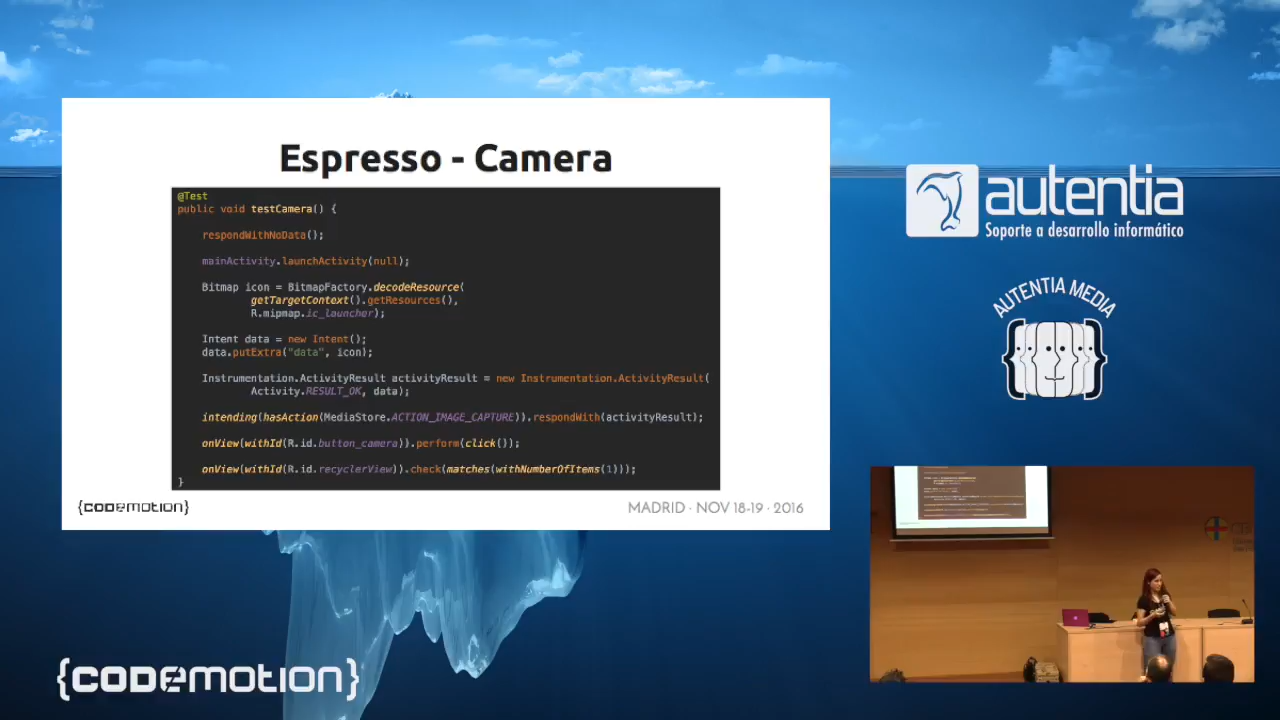 Espresso - Camera
@Test
public void testCamera() {
respondWithNoData();
mainActivity.launchActivity(null);
Bitmap icon = BitmapFactory.decodeResource(
getTargetContext().getResources(),
R.mipmap.ic_launcher);
Intent data = new Intent();
data.putExtra("data", icon);
Instrumentation.ActivityResult activityResult = new Instrumentation.ActivityResult(
Activity.RESULT_OK, data);
intending(hasAction(MediaStore.ACTION_IMAGE_CAPTURE)).respondWith(activityResult);
onView(withId(R.id.button_camera)).perform(click());
onView(withId(R.id.recyclerView)).check(matches(withNumberOfItems(1)));
}
{CODEMOTION}
MADRID · NOV 18-19 · 2016
autentia
Soporte a desarrollo informático
AUTENTIA MEDIA
{CODEMOTION}